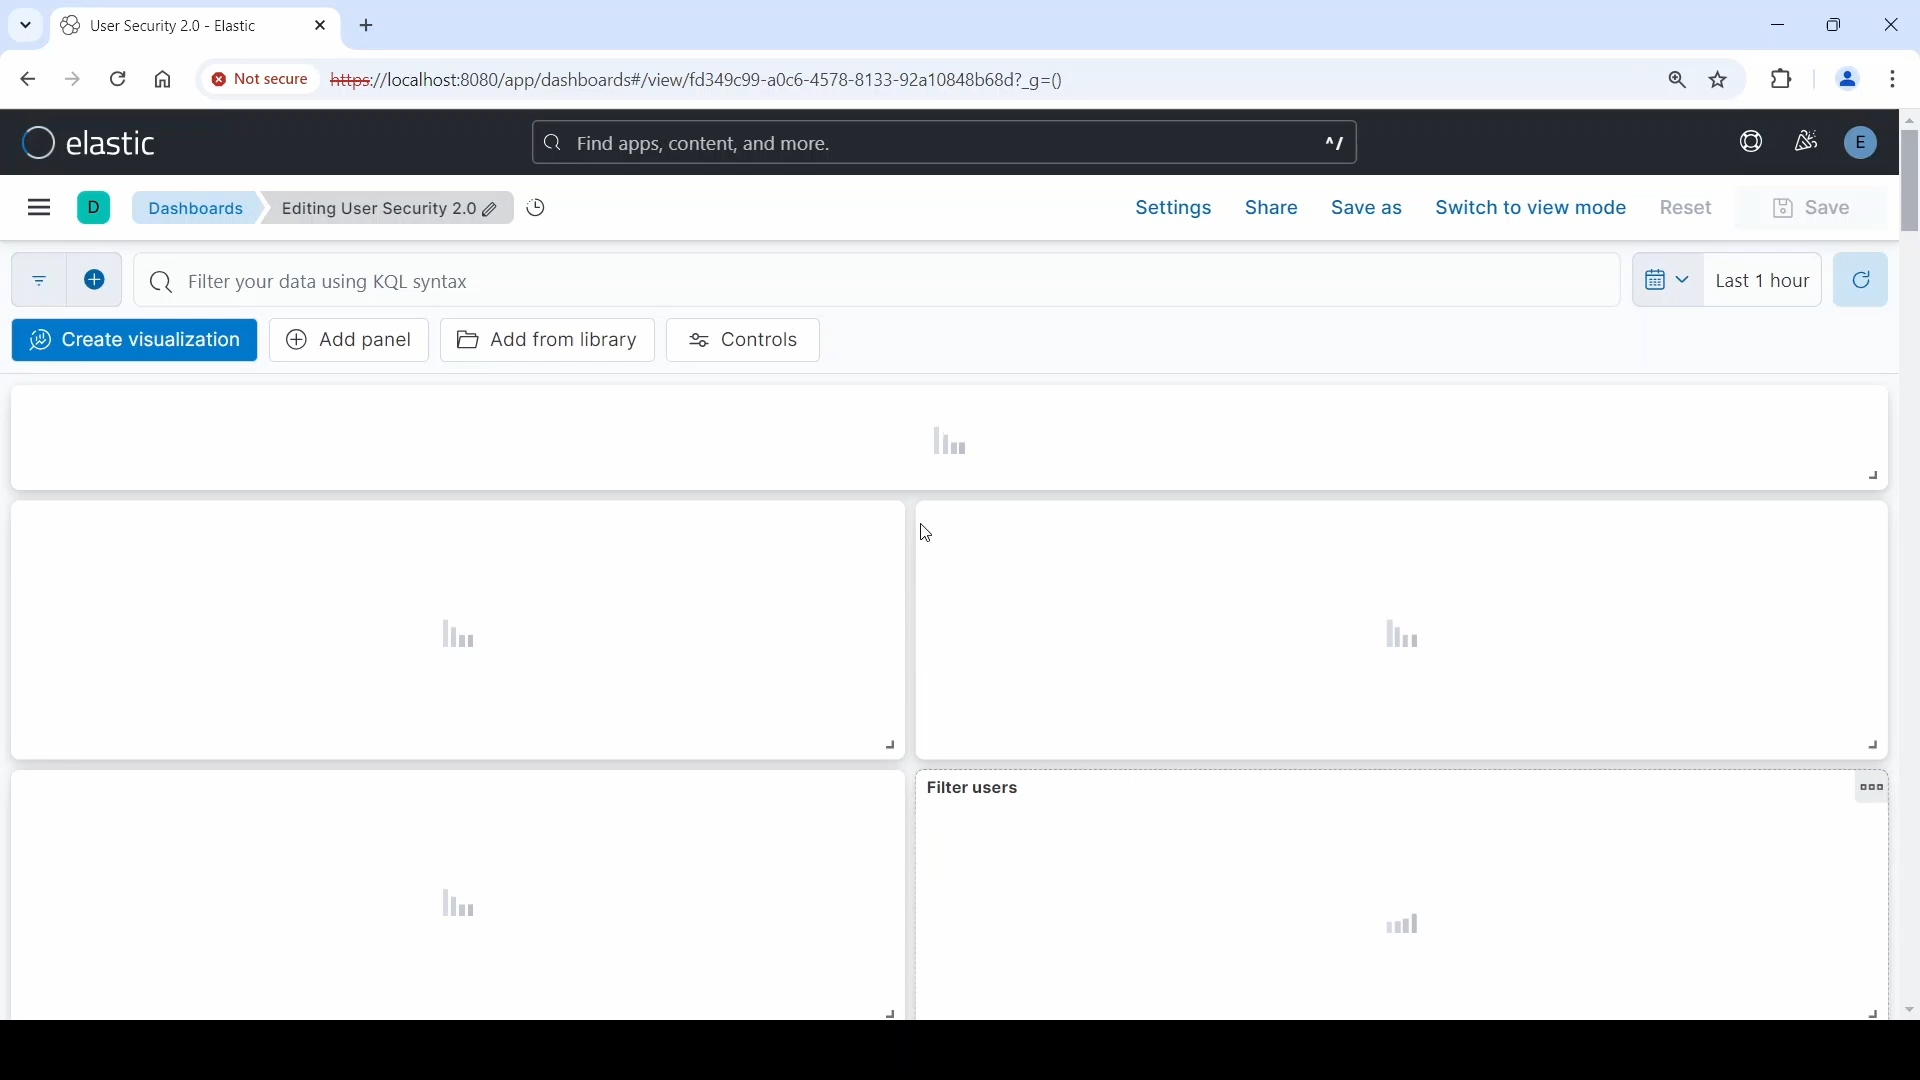 User Security 2.0 - Elastic
Not secure
https://localhost:8080/app/dashboards#/view/fd349c99-a0c6-4578-8133-92a10848b68d?_g=()
elastic
Find apps, content, and more.
^/
E
D
Dashboards
Editing User Security 2.0
Settings
Share
Save as
Switch to view mode
Reset
Save
Filter your data using KQL syntax
Last 1 hour
Create visualization
Add panel
Add from library
Controls
Filter users